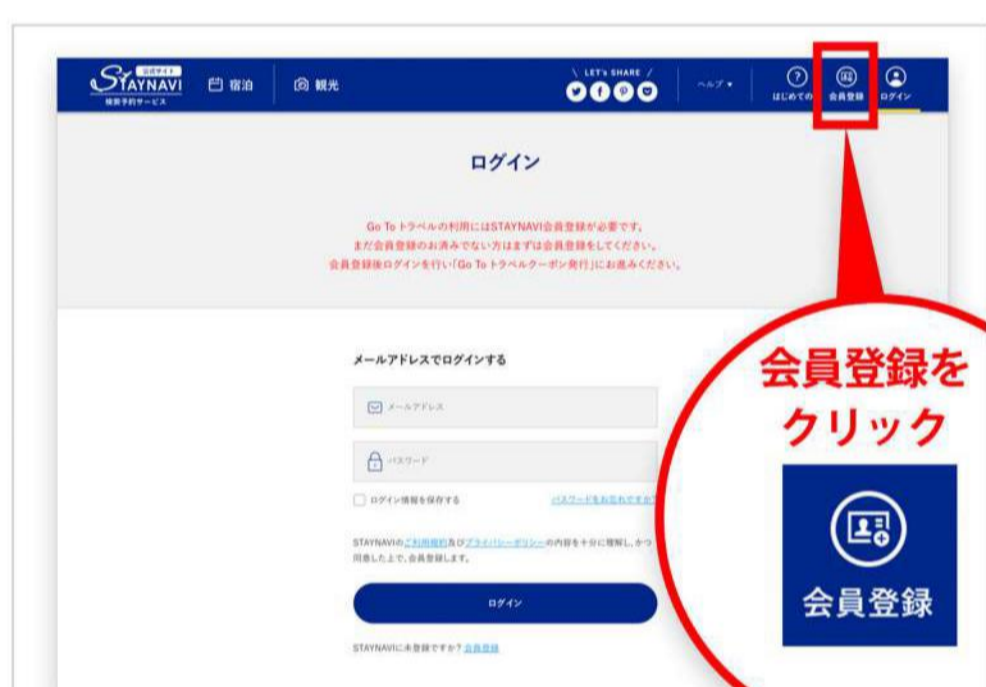 公式サイト
STAYNAVI
検索予約サービス
宿泊
観光
\ LET's SHARE /
ヘルプ
はじめての
会員登録
ログイン
ログイン
Go To トラベルの利用にはSTAYNAVI会員登録が必要です。
まだ会員登録のお済みでない方はまずは会員登録をしてください。
会員登録後ログインを行い「Go To トラベルクーポン発行」にお進みください。
メールアドレスでログインする
メールアドレス
パスワード
ログイン情報を保存する
パスワードをお忘れですか?
STAYNAVIのご利用規約及びプライバシーポリシーの内容を十分に理解し、かつ
同意した上で、会員登録します。
ログイン
STAYNAVIに未登録ですか? 会員登録
会員登録を
クリック
会員登録